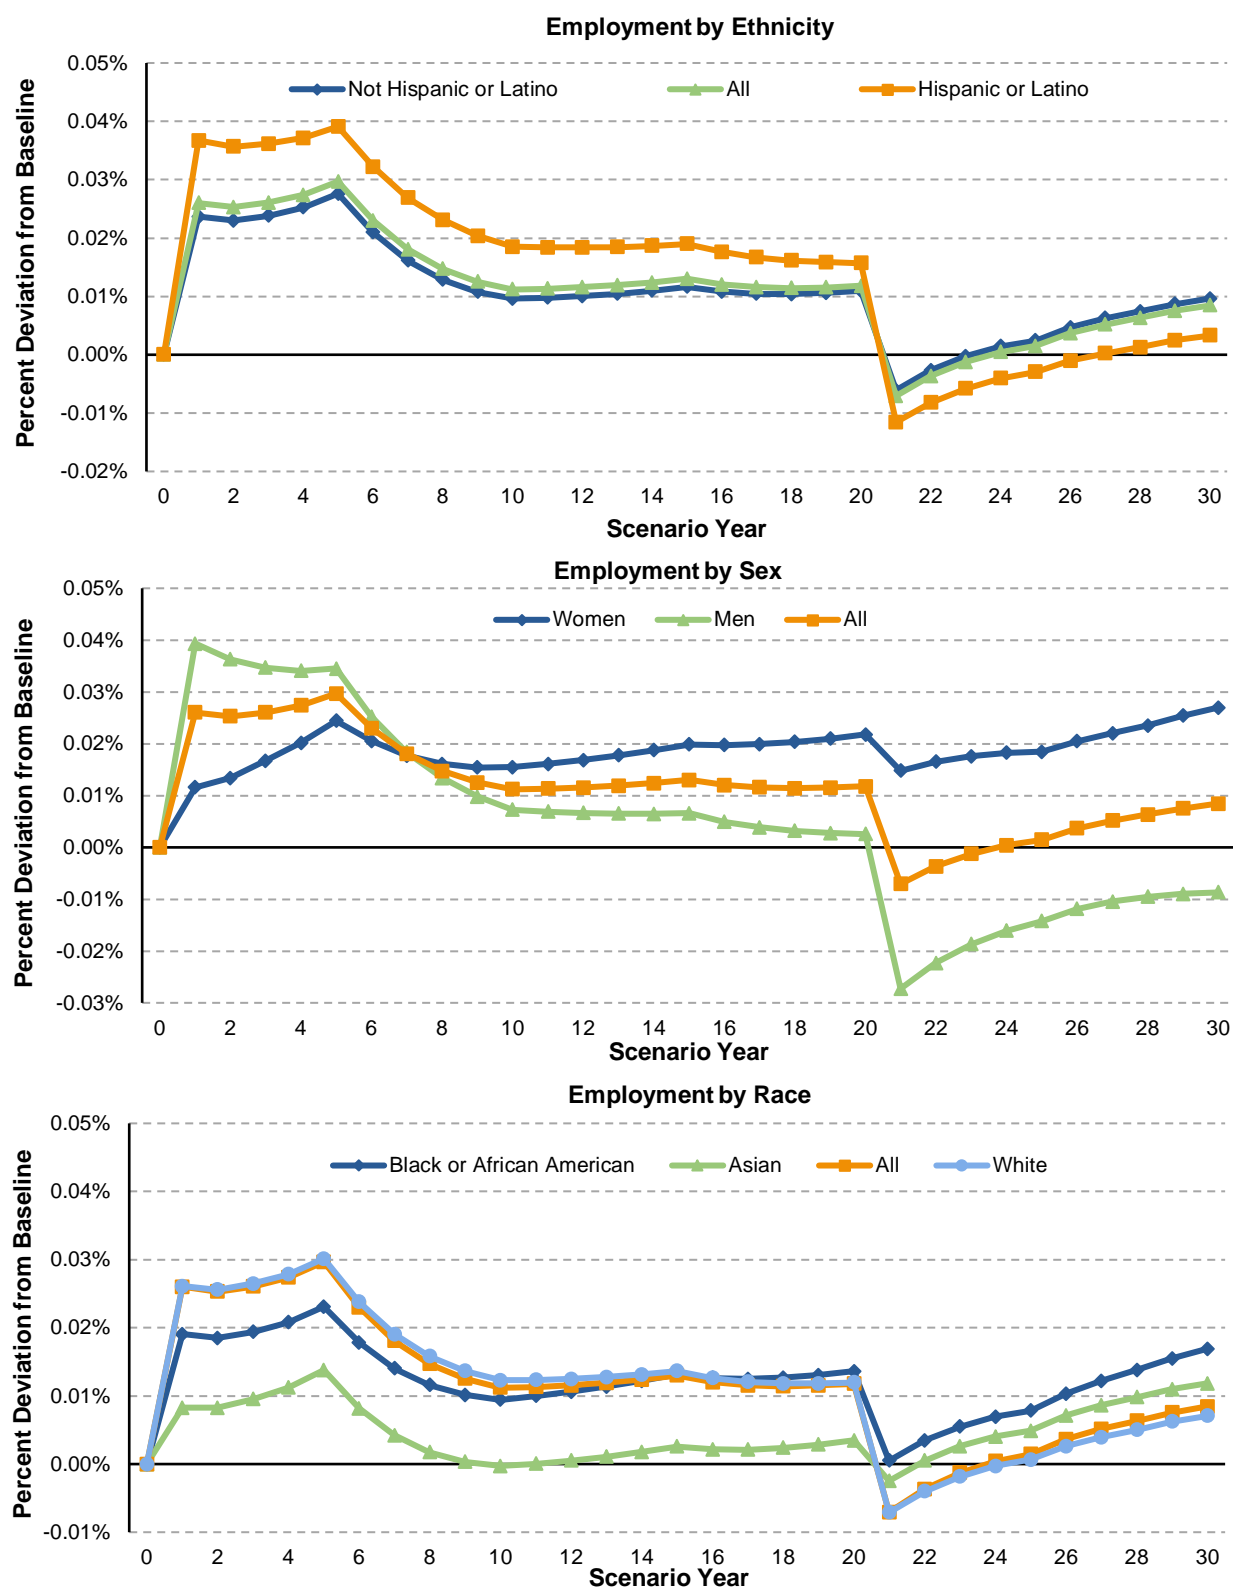 Employment by Ethnicity
Percent Deviation from Baseline
0.05%
Not Hispanic or Latino All Hispanic or Latino
0.04%
0.03%
0.02%
0.01%
0.00%
-0.01%
-0.02%
0 2 4 6 8 10 12 14 16 18 20 22 24 26 28 30
Scenario Year
Employment by Sex
Percent Deviation from Baseline
0.05%
Women Men All
0.04%
0.03%
0.02%
0.01%
0.00%
-0.01%
-0.02%
-0.03%
0 2 4 6 8 10 12 14 16 18 20 22 24 26 28 30
Scenario Year
Employment by Race
Percent Deviation from Baseline
0.05%
Black or African American Asian All White
0.04%
0.03%
0.02%
0.01%
0.00%
-0.01%
0 2 4 6 8 10 12 14 16 18 20 22 24 26 28 30
Scenario Year